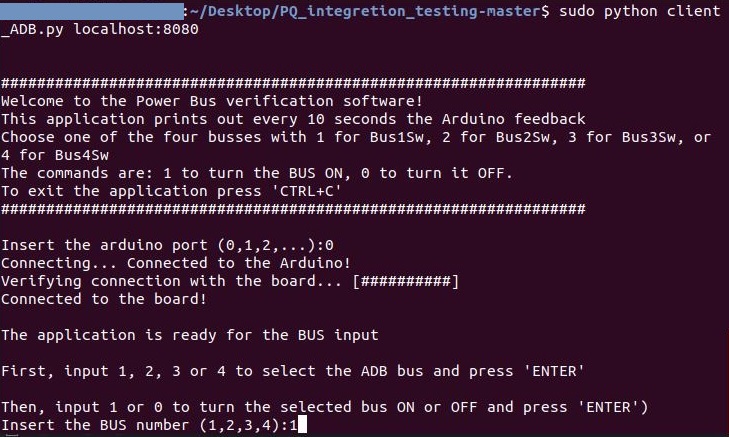 :~/Desktop/PQ_integretion_testing-master$ sudo python client
_ADB.py localhost:8080
#################################################################
Welcome to the Power Bus verification software!
This application prints out every 10 seconds the Arduino feedback
Choose one of the four busses with 1 for Bus1Sw, 2 for Bus2Sw, 3 for Bus3Sw, or
4 for Bus4Sw
The commands are: 1 to turn the BUS ON, 0 to turn it OFF.
To exit the application press 'CTRL+C'
#################################################################
Insert the arduino port (0,1,2,...):0
Connecting... Connected to the Arduino!
Verifying connection with the board... [##########]
Connected to the board!
The application is ready for the BUS input
First, input 1, 2, 3 or 4 to select the ADB bus and press 'ENTER'
Then, input 1 or 0 to turn the selected bus ON or OFF and press 'ENTER')
Insert the BUS number (1,2,3,4):1